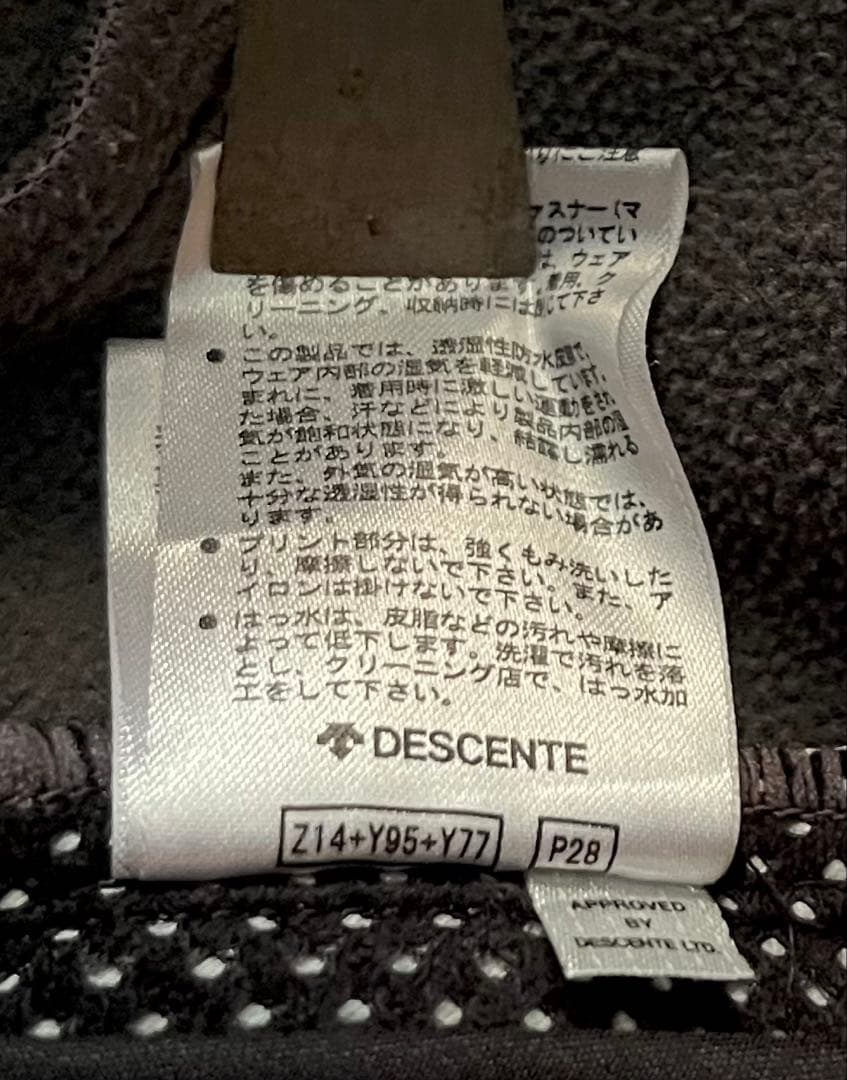 りにご注意
ァスナー(マ
のついてい
は、ウェア
を傷めることがあります。着用、ク
リーニング、収納時には して下さ
い。
● この製品では、透湿性防水皮膜で、
ウェア内部の湿気を軽減しています。
まれに、着用時に激しい運動をされ
た場合、汗などにより製品内部の湿
気が飽和状態になり、結露し濡れる
ことがあります。
また、外気の湿気が高い状態では、
十分な透湿性が得られない場合があ
ります。
● プリント部分は、強くもみ洗いした
り、摩擦しないで下さい。また、ア
イロンは掛けないで下さい。
● はっ水は、皮脂などの汚れや摩擦に
よって低下します。洗濯で汚れを落
とし、クリーニング店で、はっ水加
工をして下さい。
DESCENTE
Z14+Y95+Y77 P28
APPROVED
BY
DESCENTE LTD.